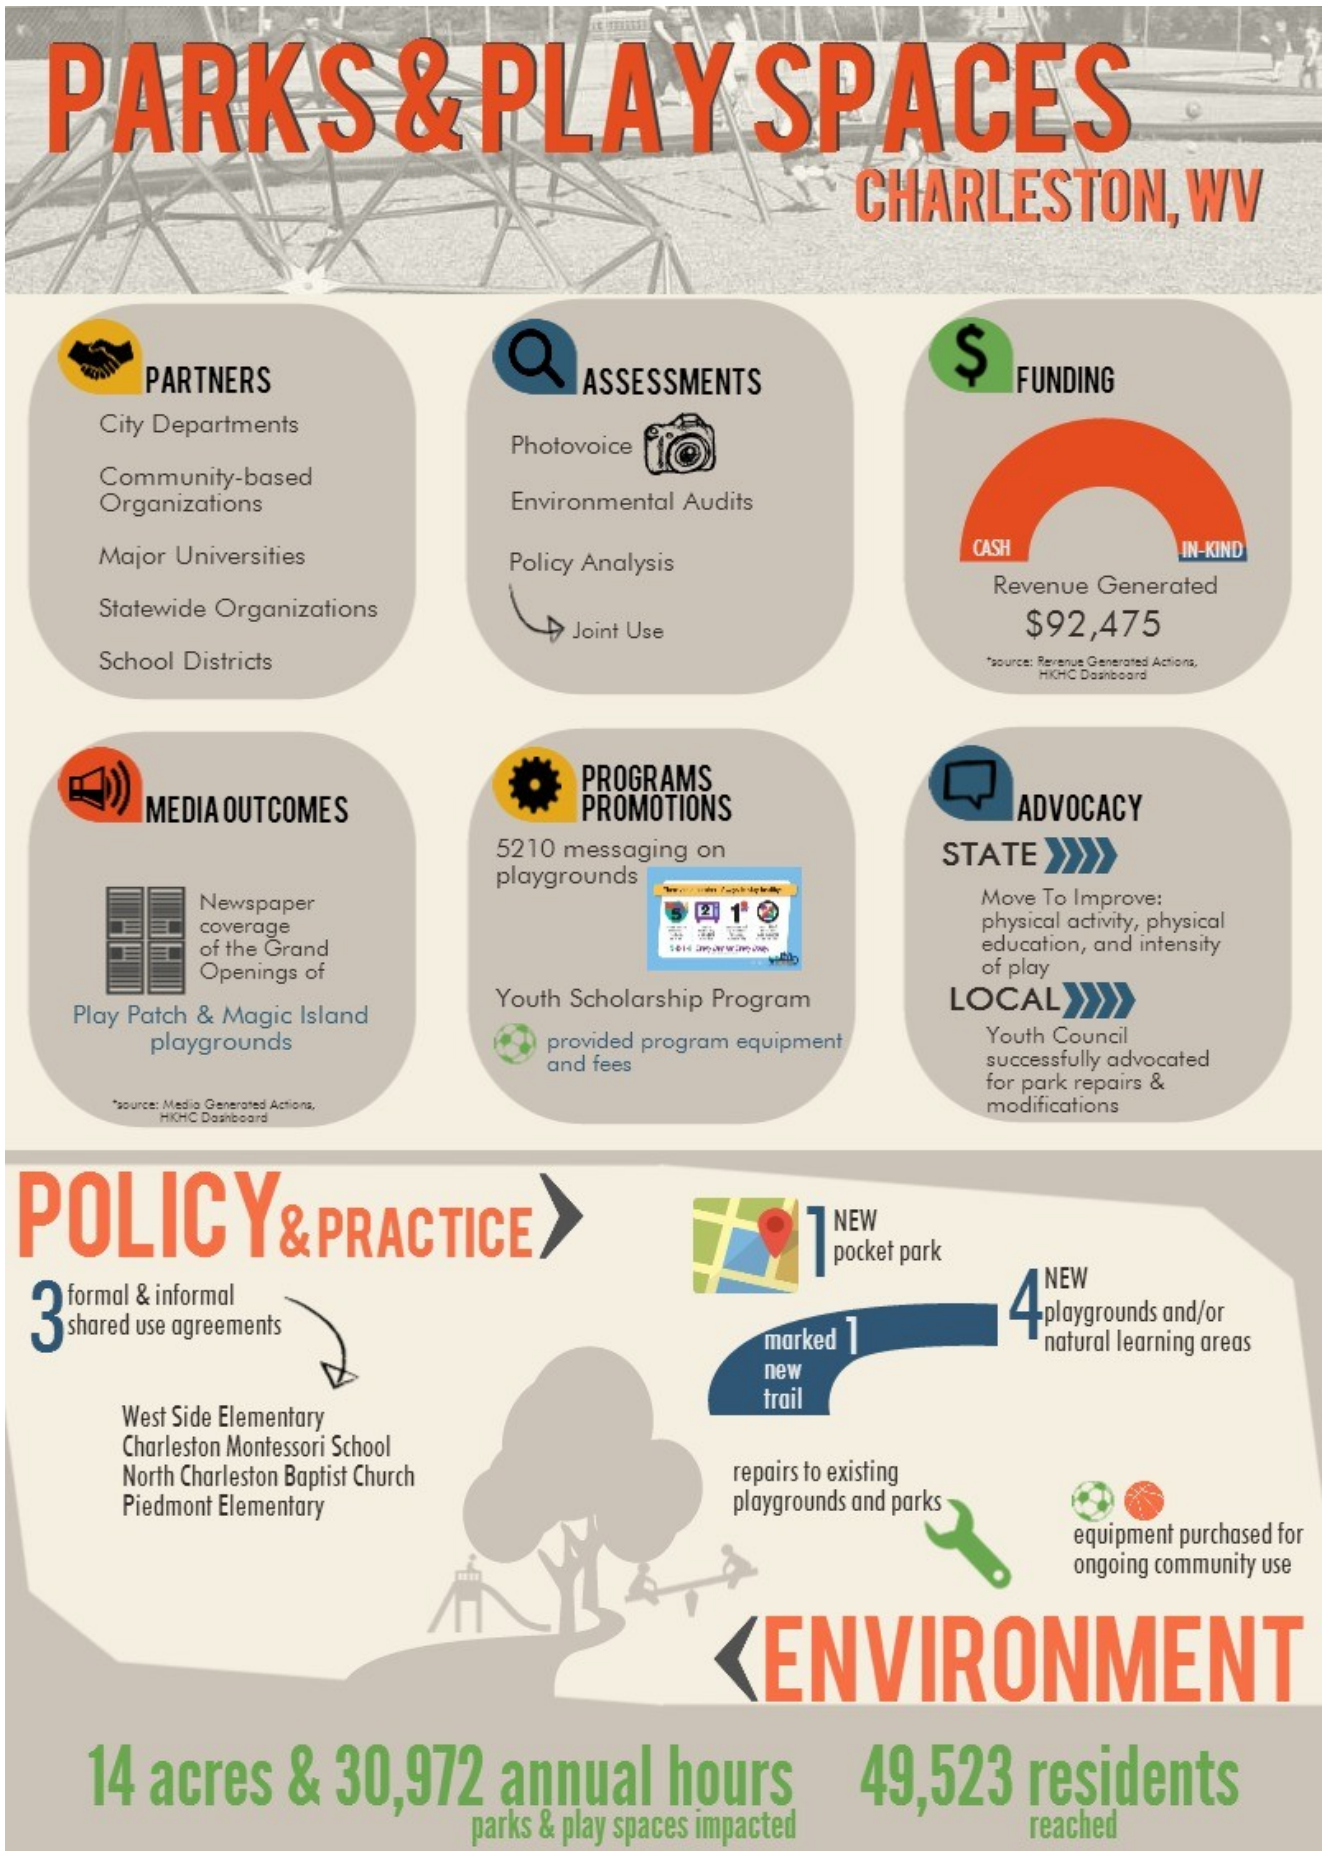 PARKS & PLAY SPACES
CHARLESTON, WV
PARTNERS
City Departments
Community-based
Organizations
Major Universities
Statewide Organizations
School Districts
ASSESSMENTS
Photovoice
Environmental Audits
Policy Analysis
Joint Use
$
FUNDING
CASH
IN-KIND
Revenue Generated
$92,475
*source: Revenue Generated Actions,
HKHC Dashboard
MEDIA OUTCOMES
Newspaper
coverage
of the Grand
Openings of
Play Patch & Magic Island
playgrounds
*source: Media Generated Actions,
HKHC Dashboard
PROGRAMS
PROMOTIONS
5210 messaging on
playgrounds
5 2 1
Youth Scholarship Program
provided program equipment
and fees
ADVOCACY
STATE
Move To Improve:
physical activity, physical
education, and intensity
of play
LOCAL
Youth Council
successfully advocated
for park repairs &
modifications
POLICY & PRACTICE
3 formal & informal
shared use agreements
West Side Elementary
Charleston Montessori School
North Charleston Baptist Church
Piedmont Elementary
1 NEW
pocket park
4 NEW
playgrounds and/or
natural learning areas
marked 1
new
trail
repairs to existing
playgrounds and parks
equipment purchased for
ongoing community use
ENVIRONMENT
14 acres & 30,972 annual hours
parks & play spaces impacted
49,523 residents
reached